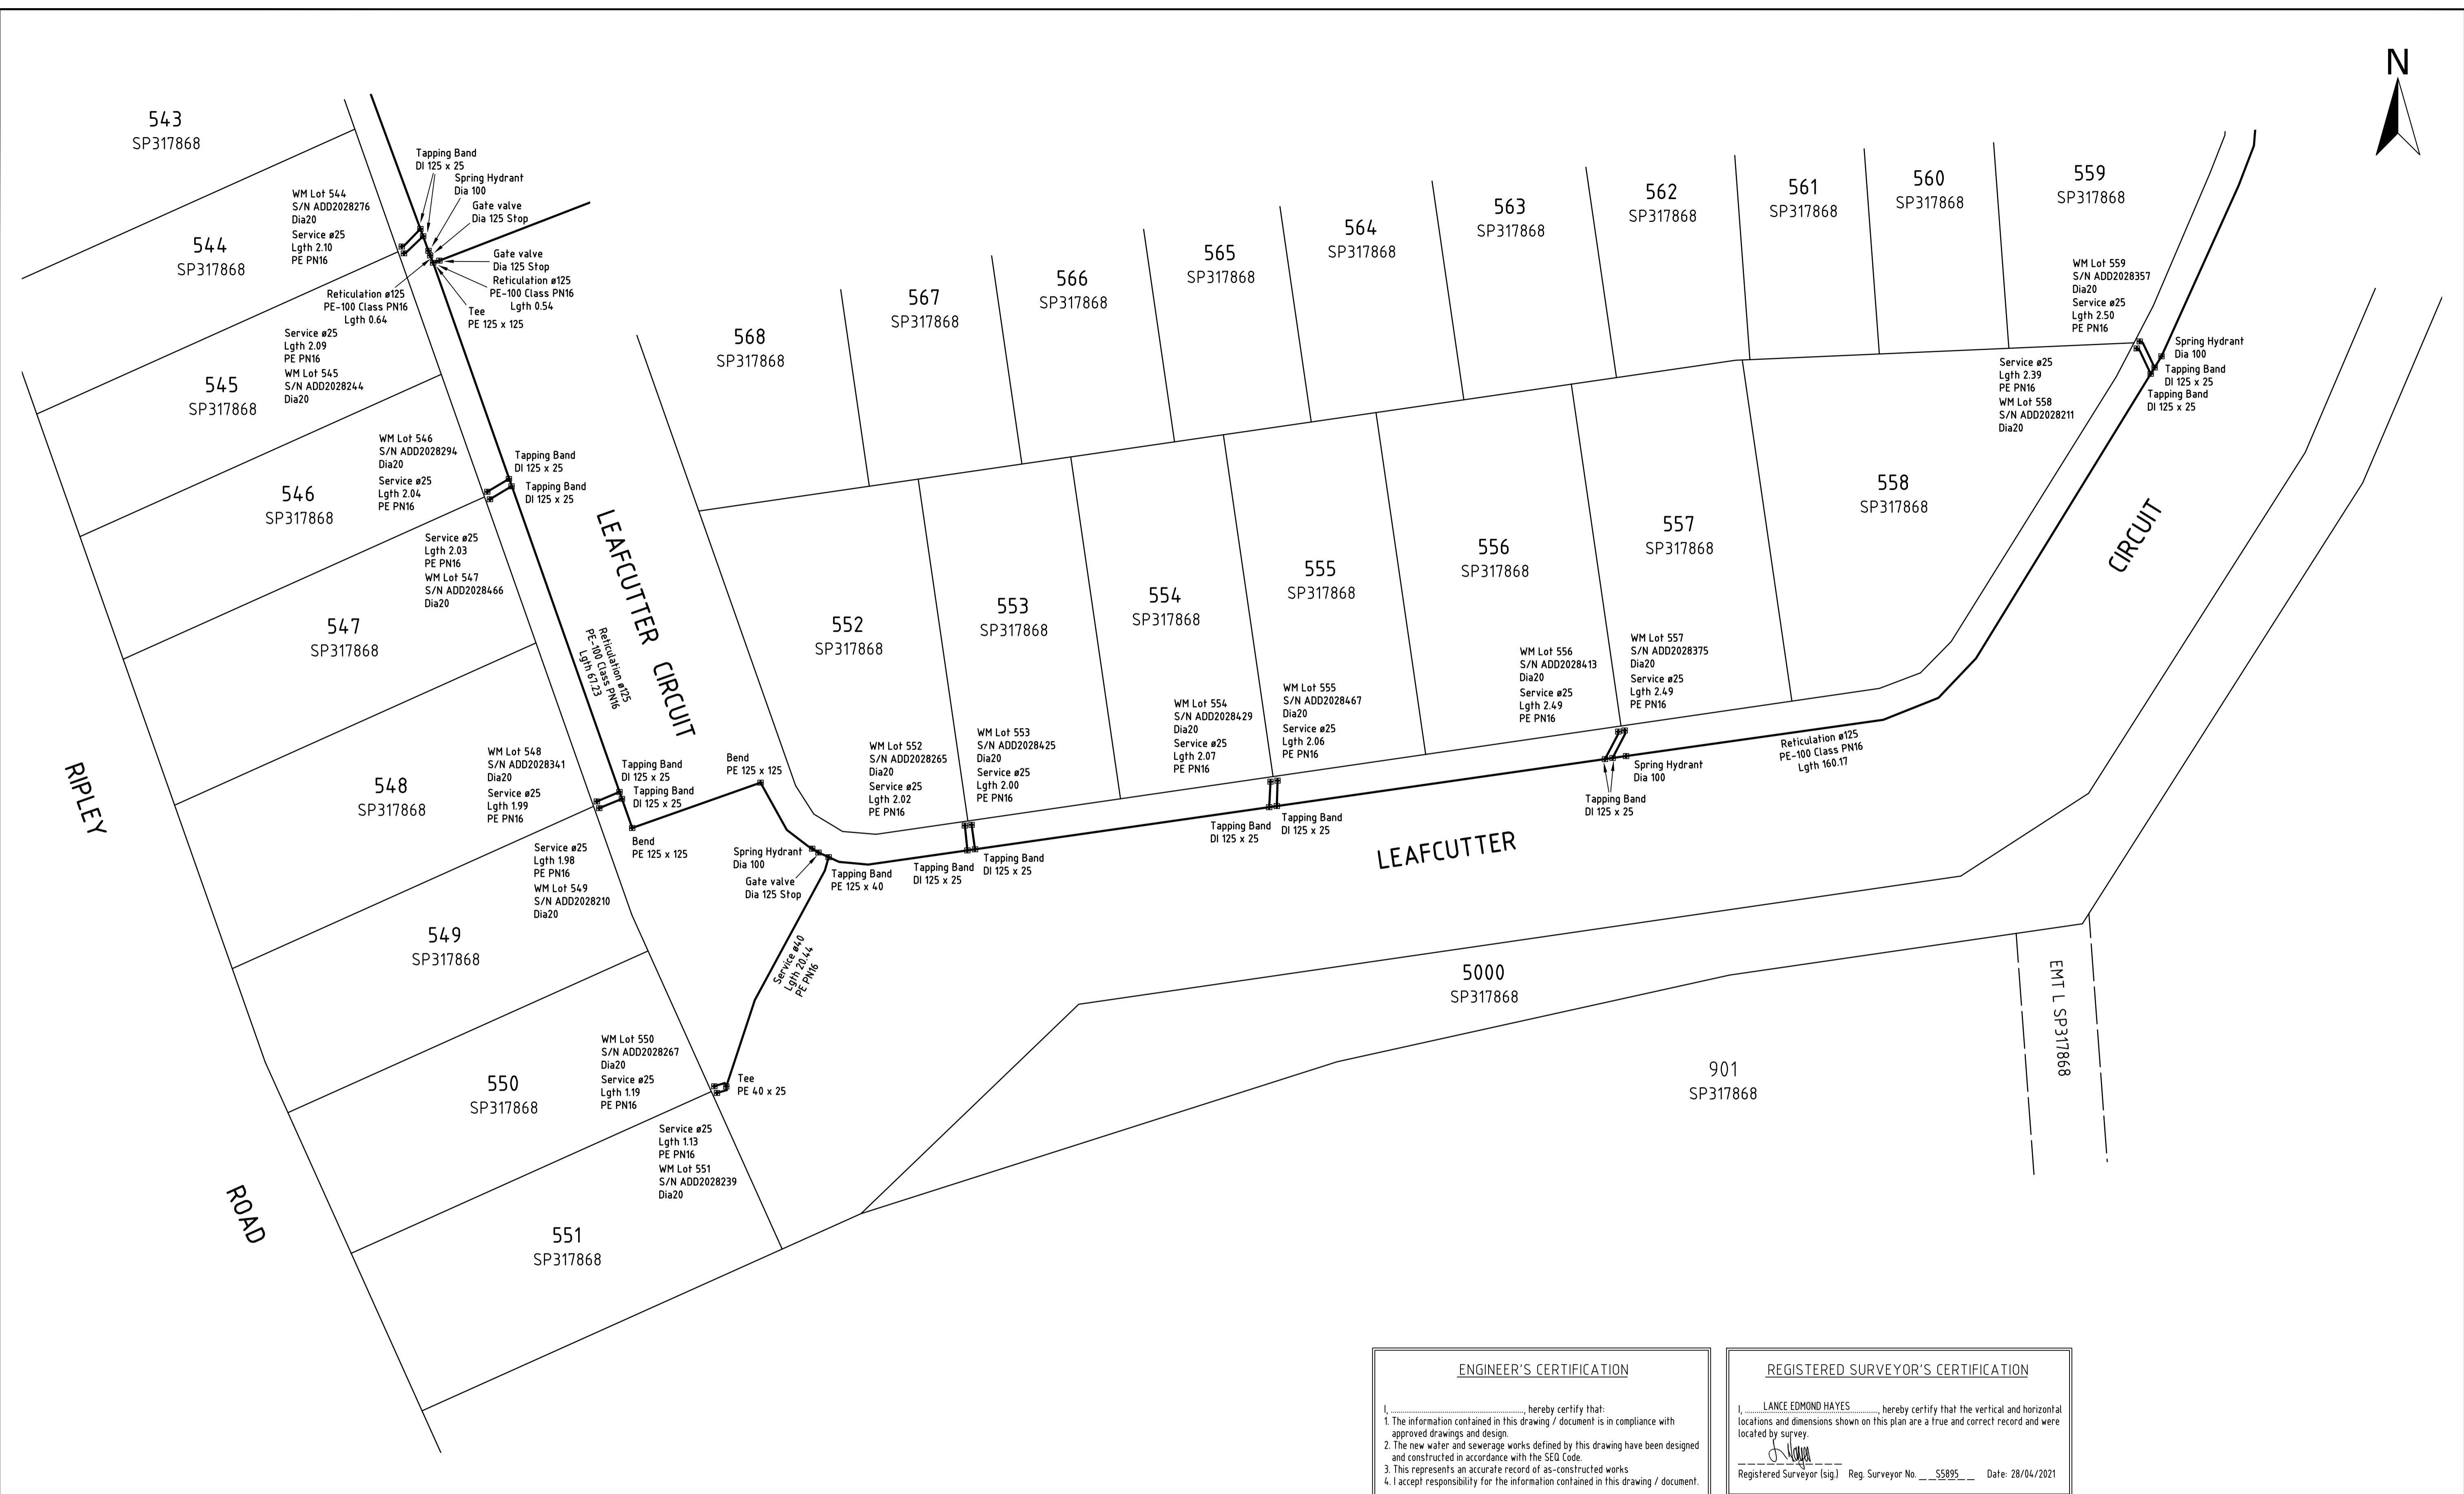 N
543
SP317868
544
SP317868
545
SP317868
546
SP317868
547
SP317868
548
SP317868
549
SP317868
550
SP317868
551
SP317868
RIPLEY
ROAD
WM Lot 544
S/N ADD2028276
Dia20
Service ø25
Lgth 2.10
PE PN16
Tapping Band
DI 125 x 25
Spring Hydrant
Dia 100
Gate valve
Dia 125 Stop
Gate valve
Dia 125 Stop
Reticulation ø125
PE-100 Class PN16
Lgth 0.54
Reticulation ø125
PE-100 Class PN16
Lgth 0.64
Tee
PE 125 x 125
Service ø25
Lgth 2.09
PE PN16
WM Lot 545
S/N ADD2028244
Dia20
WM Lot 546
S/N ADD2028294
Dia20
Service ø25
Lgth 2.04
PE PN16
Tapping Band
DI 125 x 25
Tapping Band
DI 125 x 25
Service ø25
Lgth 2.03
PE PN16
WM Lot 547
S/N ADD2028466
Dia20
LEAFCUTTER CIRCUIT
Reticulation ø125
PE-100 Class PN16
Lgth 67.23
WM Lot 548
S/N ADD2028341
Dia20
Service ø25
Lgth 1.99
PE PN16
Tapping Band
DI 125 x 25
Tapping Band
DI 125 x 25
Bend
PE 125 x 125
Bend
PE 125 x 125
Service ø25
Lgth 1.98
PE PN16
WM Lot 549
S/N ADD2028210
Dia20
Spring Hydrant
Dia 100
Gate valve
Dia 125 Stop
Tapping Band
PE 125 x 40
Service ø40
Lgth 20.44
PE PN16
WM Lot 550
S/N ADD2028267
Dia20
Service ø25
Lgth 1.19
PE PN16
Tee
PE 40 x 25
Service ø25
Lgth 1.13
PE PN16
WM Lot 551
S/N ADD2028239
Dia20
568
SP317868
567
SP317868
566
SP317868
565
SP317868
564
SP317868
563
SP317868
562
SP317868
561
SP317868
560
SP317868
559
SP317868
552
SP317868
553
SP317868
554
SP317868
555
SP317868
556
SP317868
557
SP317868
558
SP317868
WM Lot 552
S/N ADD2028265
Dia20
Service ø25
Lgth 2.02
PE PN16
WM Lot 553
S/N ADD2028425
Dia20
Service ø25
Lgth 2.00
PE PN16
Tapping Band
DI 125 x 25
Tapping Band
DI 125 x 25
WM Lot 554
S/N ADD2028429
Dia20
Service ø25
Lgth 2.07
PE PN16
WM Lot 555
S/N ADD2028467
Dia20
Service ø25
Lgth 2.06
PE PN16
Tapping Band
DI 125 x 25
Tapping Band
DI 125 x 25
WM Lot 556
S/N ADD2028413
Dia20
Service ø25
Lgth 2.49
PE PN16
WM Lot 557
S/N ADD2028375
Dia20
Service ø25
Lgth 2.49
PE PN16
Spring Hydrant
Dia 100
Tapping Band
DI 125 x 25
Reticulation ø125
PE-100 Class PN16
Lgth 160.17
WM Lot 559
S/N ADD2028357
Dia20
Service ø25
Lgth 2.50
PE PN16
Service ø25
Lgth 2.39
PE PN16
WM Lot 558
S/N ADD2028211
Dia20
Spring Hydrant
Dia 100
Tapping Band
DI 125 x 25
Tapping Band
DI 125 x 25
LEAFCUTTER
CIRCUIT
5000
SP317868
901
SP317868
EMT L SP317868
ENGINEER'S CERTIFICATION
I, ............................, hereby certify that:
1. The information contained in this drawing / document is in compliance with
approved drawings and design.
2. The new water and sewerage works defined by this drawing have been designed
and constructed in accordance with the SEQ Code.
3. This represents an accurate record of as-constructed works
4. I accept responsibility for the information contained in this drawing / document.
REGISTERED SURVEYOR'S CERTIFICATION
I, LANCE EDMOND HAYES, hereby certify that the vertical and horizontal
locations and dimensions shown on this plan are a true and correct record and were
located by survey.
Registered Surveyor (sig.) Reg. Surveyor No. S5895 Date: 28/04/2021